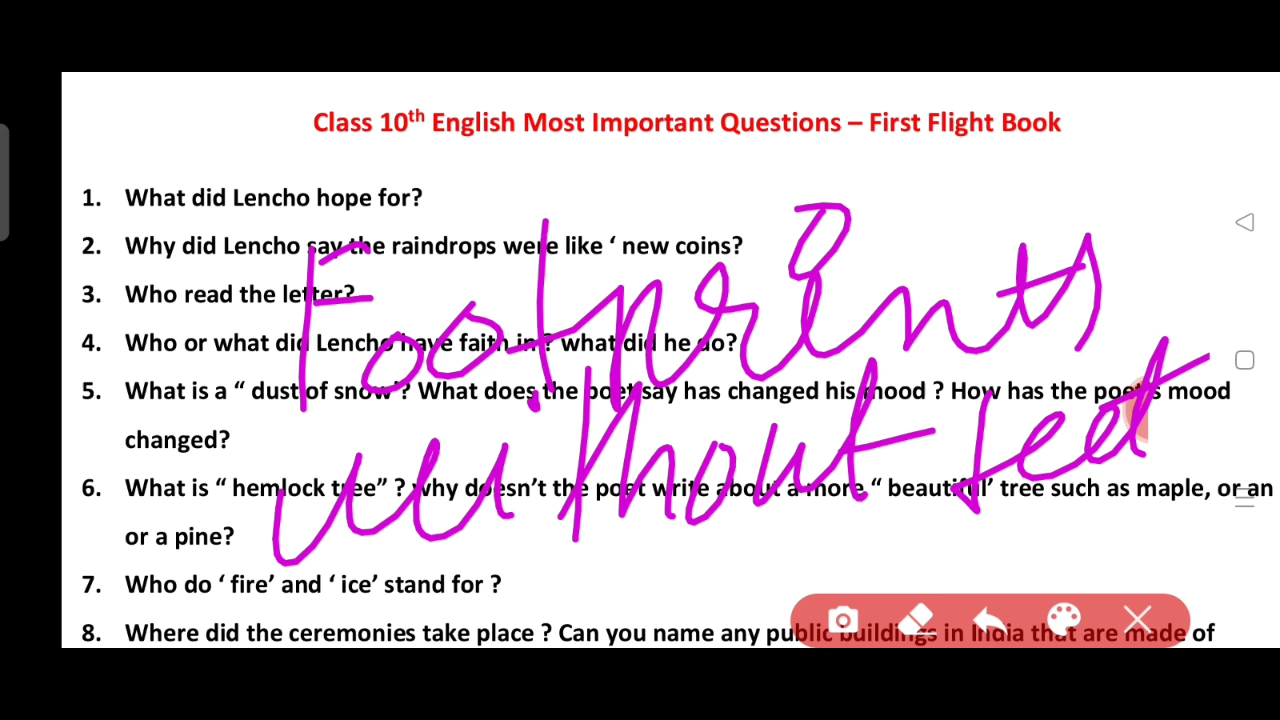 Class 10th English Most Important Questions – First Flight Book
1. What did Lencho hope for?
2. Why did Lencho say the raindrops were like ‘ new coins?
3. Who read the letter?
4. Who or what did Lencho have faith in ? what did he do?
5. What is a “ dust of snow”? What does the poet say has changed his mood ? How has the poet’s mood
changed?
6. What is “ hemlock tree” ? why doesn’t the poet write about a more “ beautiful’ tree such as maple, or an
or a pine?
7. Who do ‘ fire’ and ‘ ice’ stand for ?
8. Where did the ceremonies take place ? Can you name any public buildings in India that are made of
Footprints
without feet